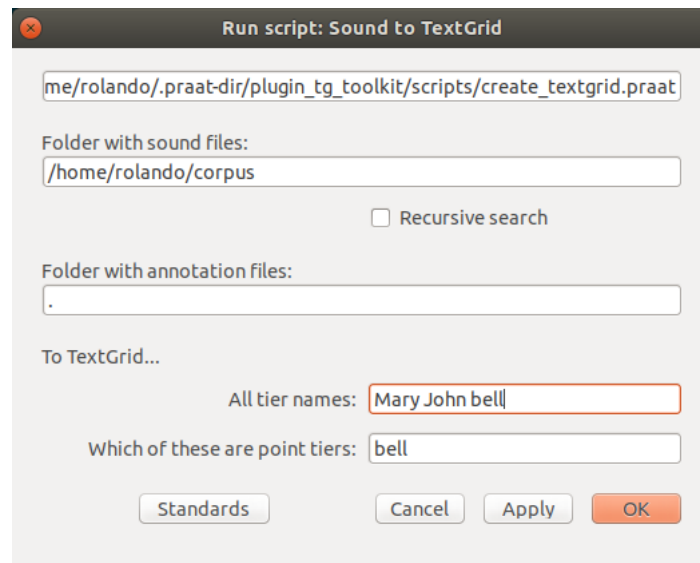 Run script: Sound to TextGrid
me/rolando/.praat-dir/plugin_tg_toolkit/scripts/create_textgrid.praat
Folder with sound files:
/home/rolando/corpus
Recursive search
Folder with annotation files:
.
To TextGrid...
All tier names: Mary John bell
Which of these are point tiers: bell
Standards Cancel Apply OK